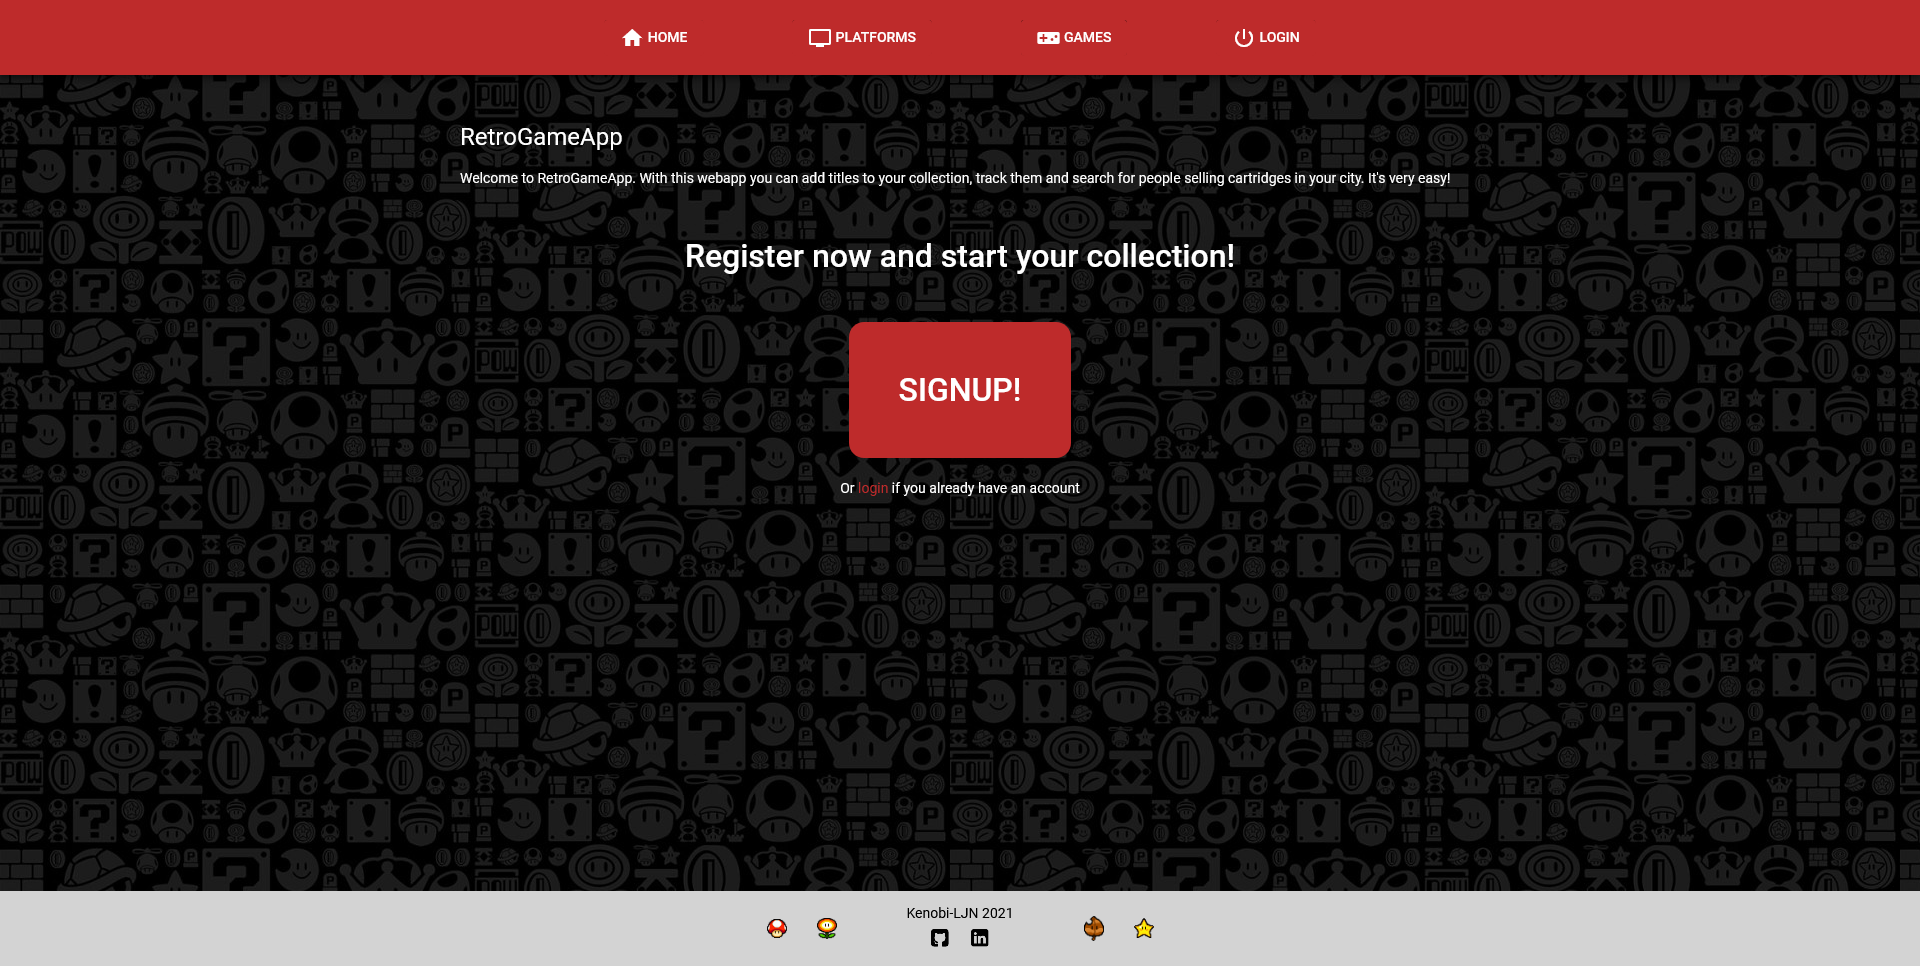 HOME
PLATFORMS
GAMES
LOGIN
RetroGameApp
Welcome to RetroGameApp. With this webapp you can add titles to your collection, track them and search for people selling cartridges in your city. It's very easy!
Register now and start your collection!
SIGNUP!
Or login if you already have an account
Kenobi-LJN 2021